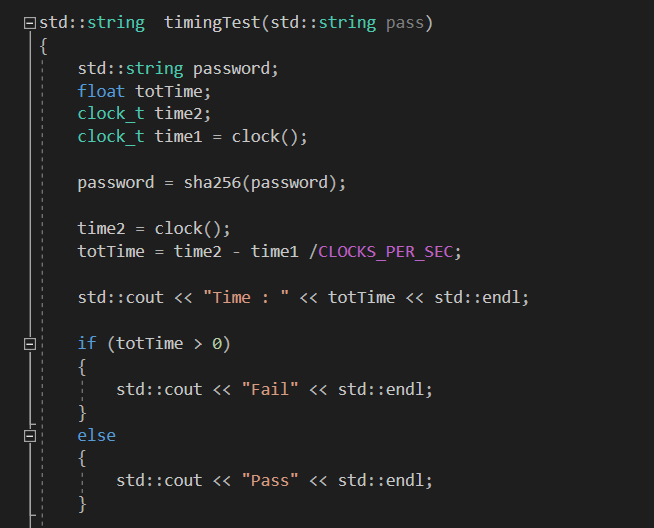 std::string  timingTest(std::string pass)
{
    std::string password;
    float totTime;
    clock_t time2;
    clock_t time1 = clock();

    password = sha256(password);

    time2 = clock();
    totTime = time2 - time1 /CLOCKS_PER_SEC;

    std::cout << "Time : " << totTime << std::endl;

    if (totTime > 0)
    {
        std::cout << "Fail" << std::endl;
    }
    else
    {
        std::cout << "Pass" << std::endl;
    }